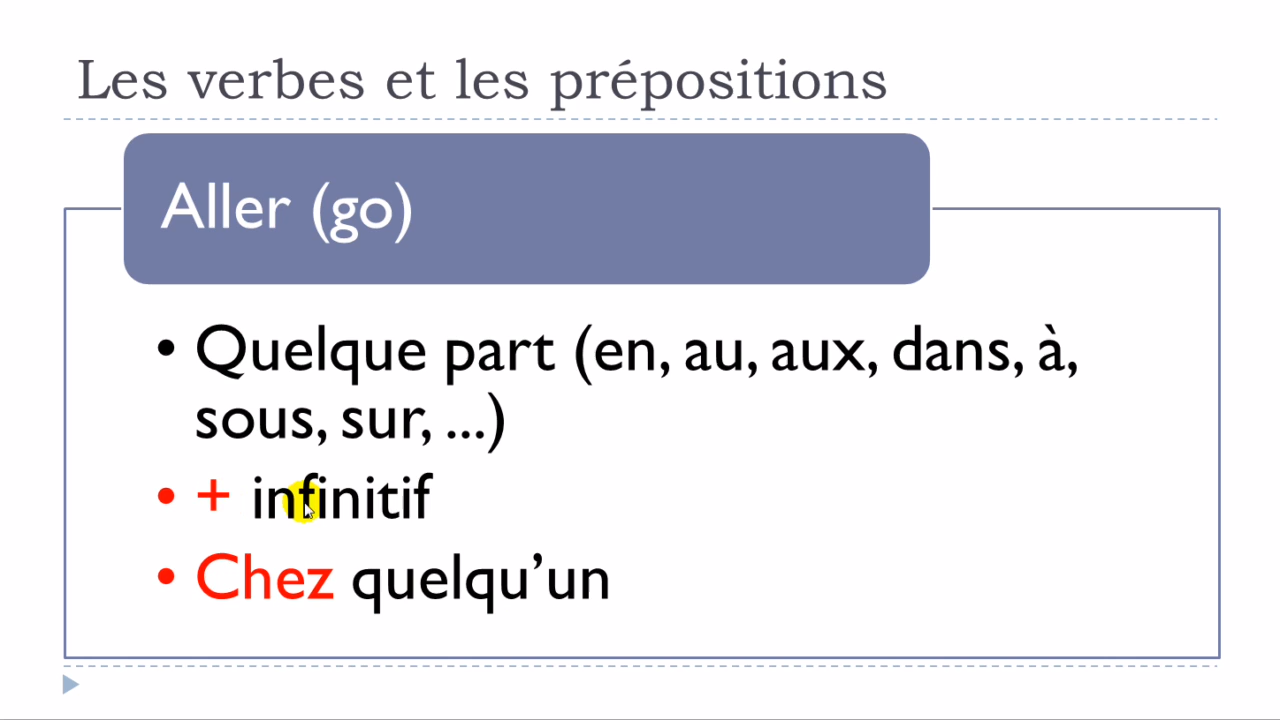 Les verbes et les prépositions
Aller (go)
• Quelque part (en, au, aux, dans, à,
sous, sur, ...)
• + infinitif
• Chez quelqu’un